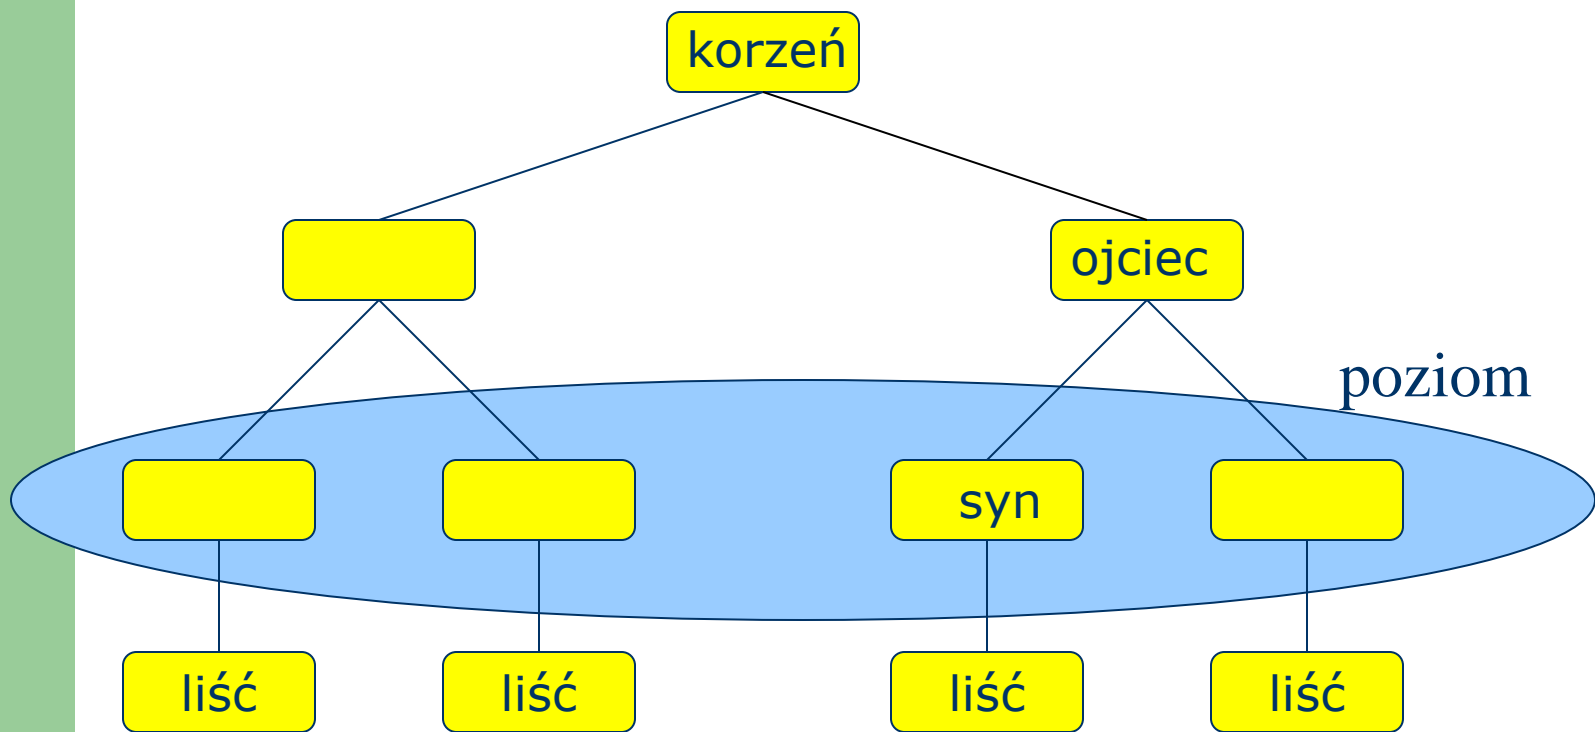 korzeń
ojciec
poziom
syn
liść
liść
liść
liść